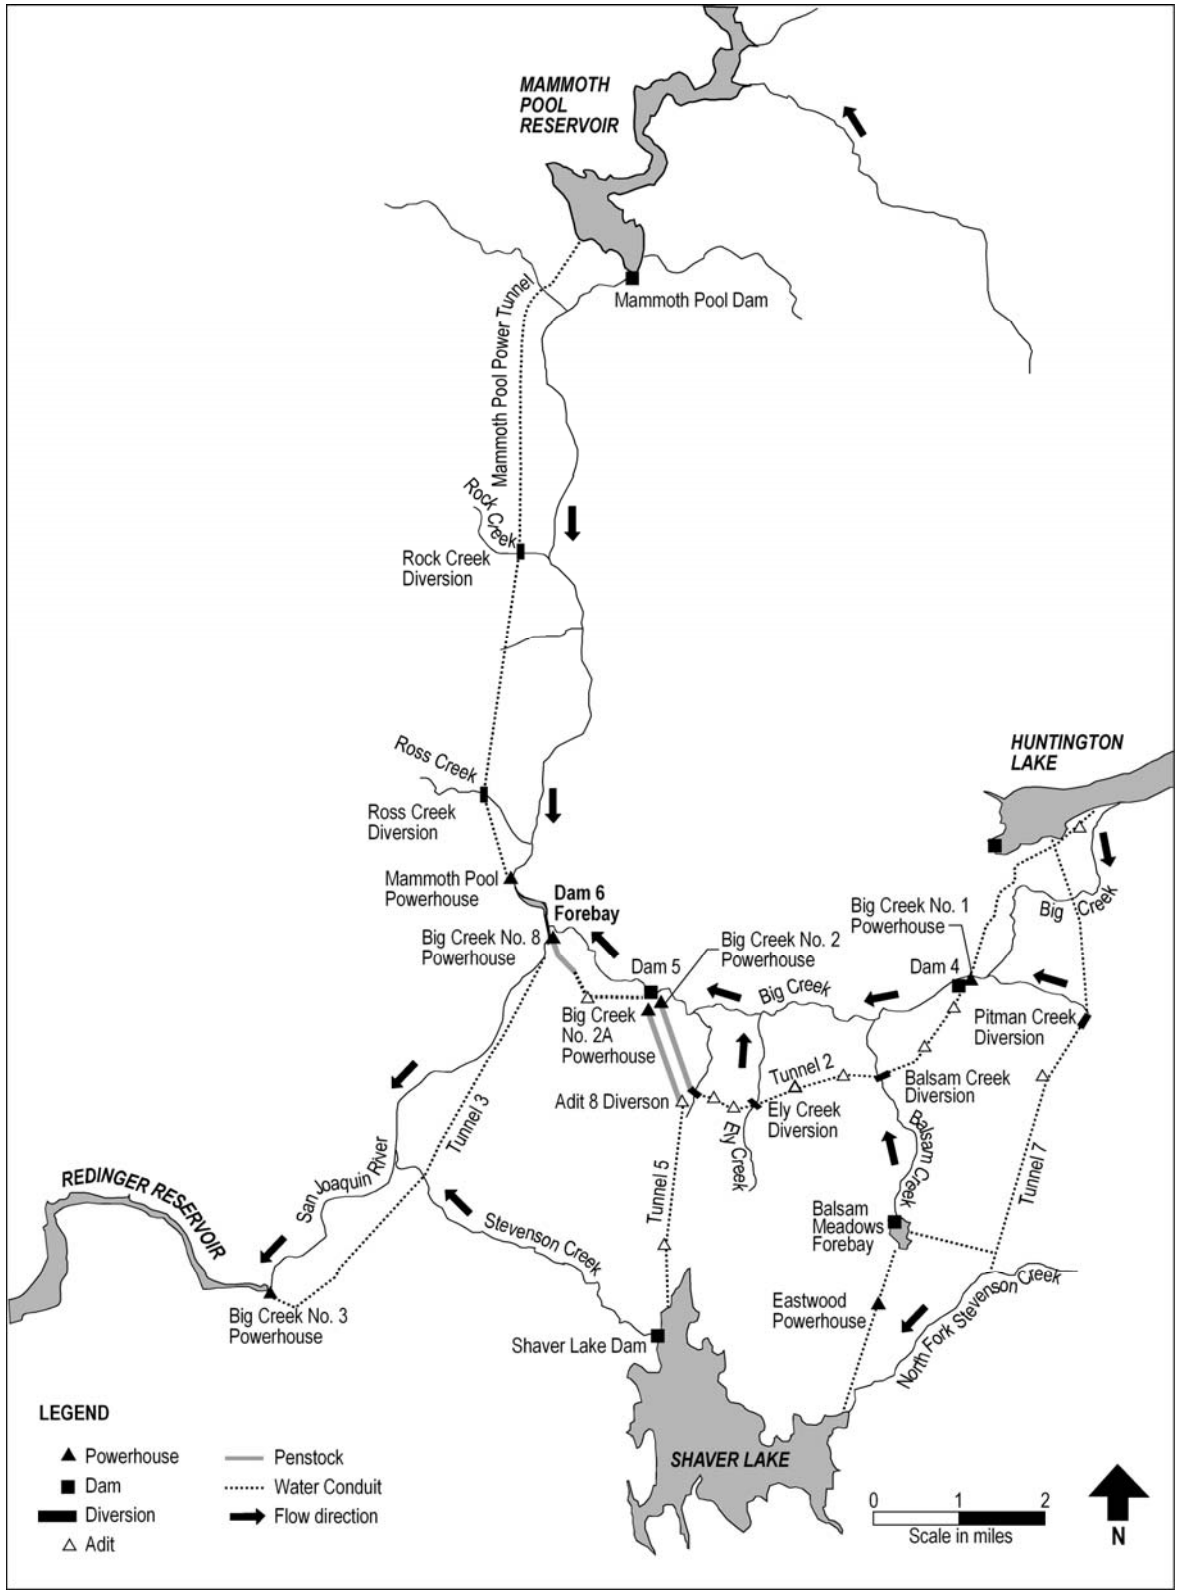 MAMMOTH
POOL
RESERVOIR
Mammoth Pool Dam
Mammoth Pool Power Tunnel
Rock Creek
Rock Creek
Diversion
Ross Creek
Ross Creek
Diversion
HUNTINGTON
LAKE
Mammoth Pool
Powerhouse
Dam 6
Forebay
Big Creek
Big Creek No. 1
Powerhouse
Big Creek No. 8
Powerhouse
Big Creek No. 2
Powerhouse
Dam 5
Dam 4
Big Creek
Big Creek
No. 2A
Powerhouse
Pitman Creek
Diversion
Tunnel 2
Balsam Creek
Diversion
Adit 8 Diverson
Ely Creek
Diversion
Ely Creek
Balsam Creek
Tunnel 3
Tunnel 5
Tunnel 7
San Joaquin River
REDINGER RESERVOIR
Stevenson Creek
Balsam
Meadows
Forebay
North Fork Stevenson Creek
Eastwood
Powerhouse
Big Creek No. 3
Powerhouse
Shaver Lake Dam
SHAVER LAKE
LEGEND
Powerhouse
Dam
Diversion
Adit
Penstock
Water Conduit
Flow direction
0 1 2
Scale in miles
N